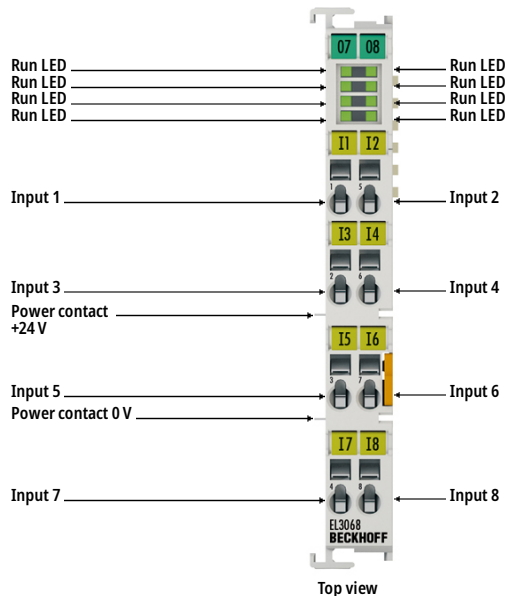 07 08
Run LED Run LED
Run LED Run LED
Run LED Run LED
Run LED Run LED
I1 I2
1 5
Input 1 Input 2
I3 I4
2 6
Input 3 Input 4
Power contact
+24 V
I5 I6
3 7
Input 5 Input 6
Power contact 0 V
I7 I8
4 8
Input 7 Input 8
EL3068
BECKHOFF
Top view